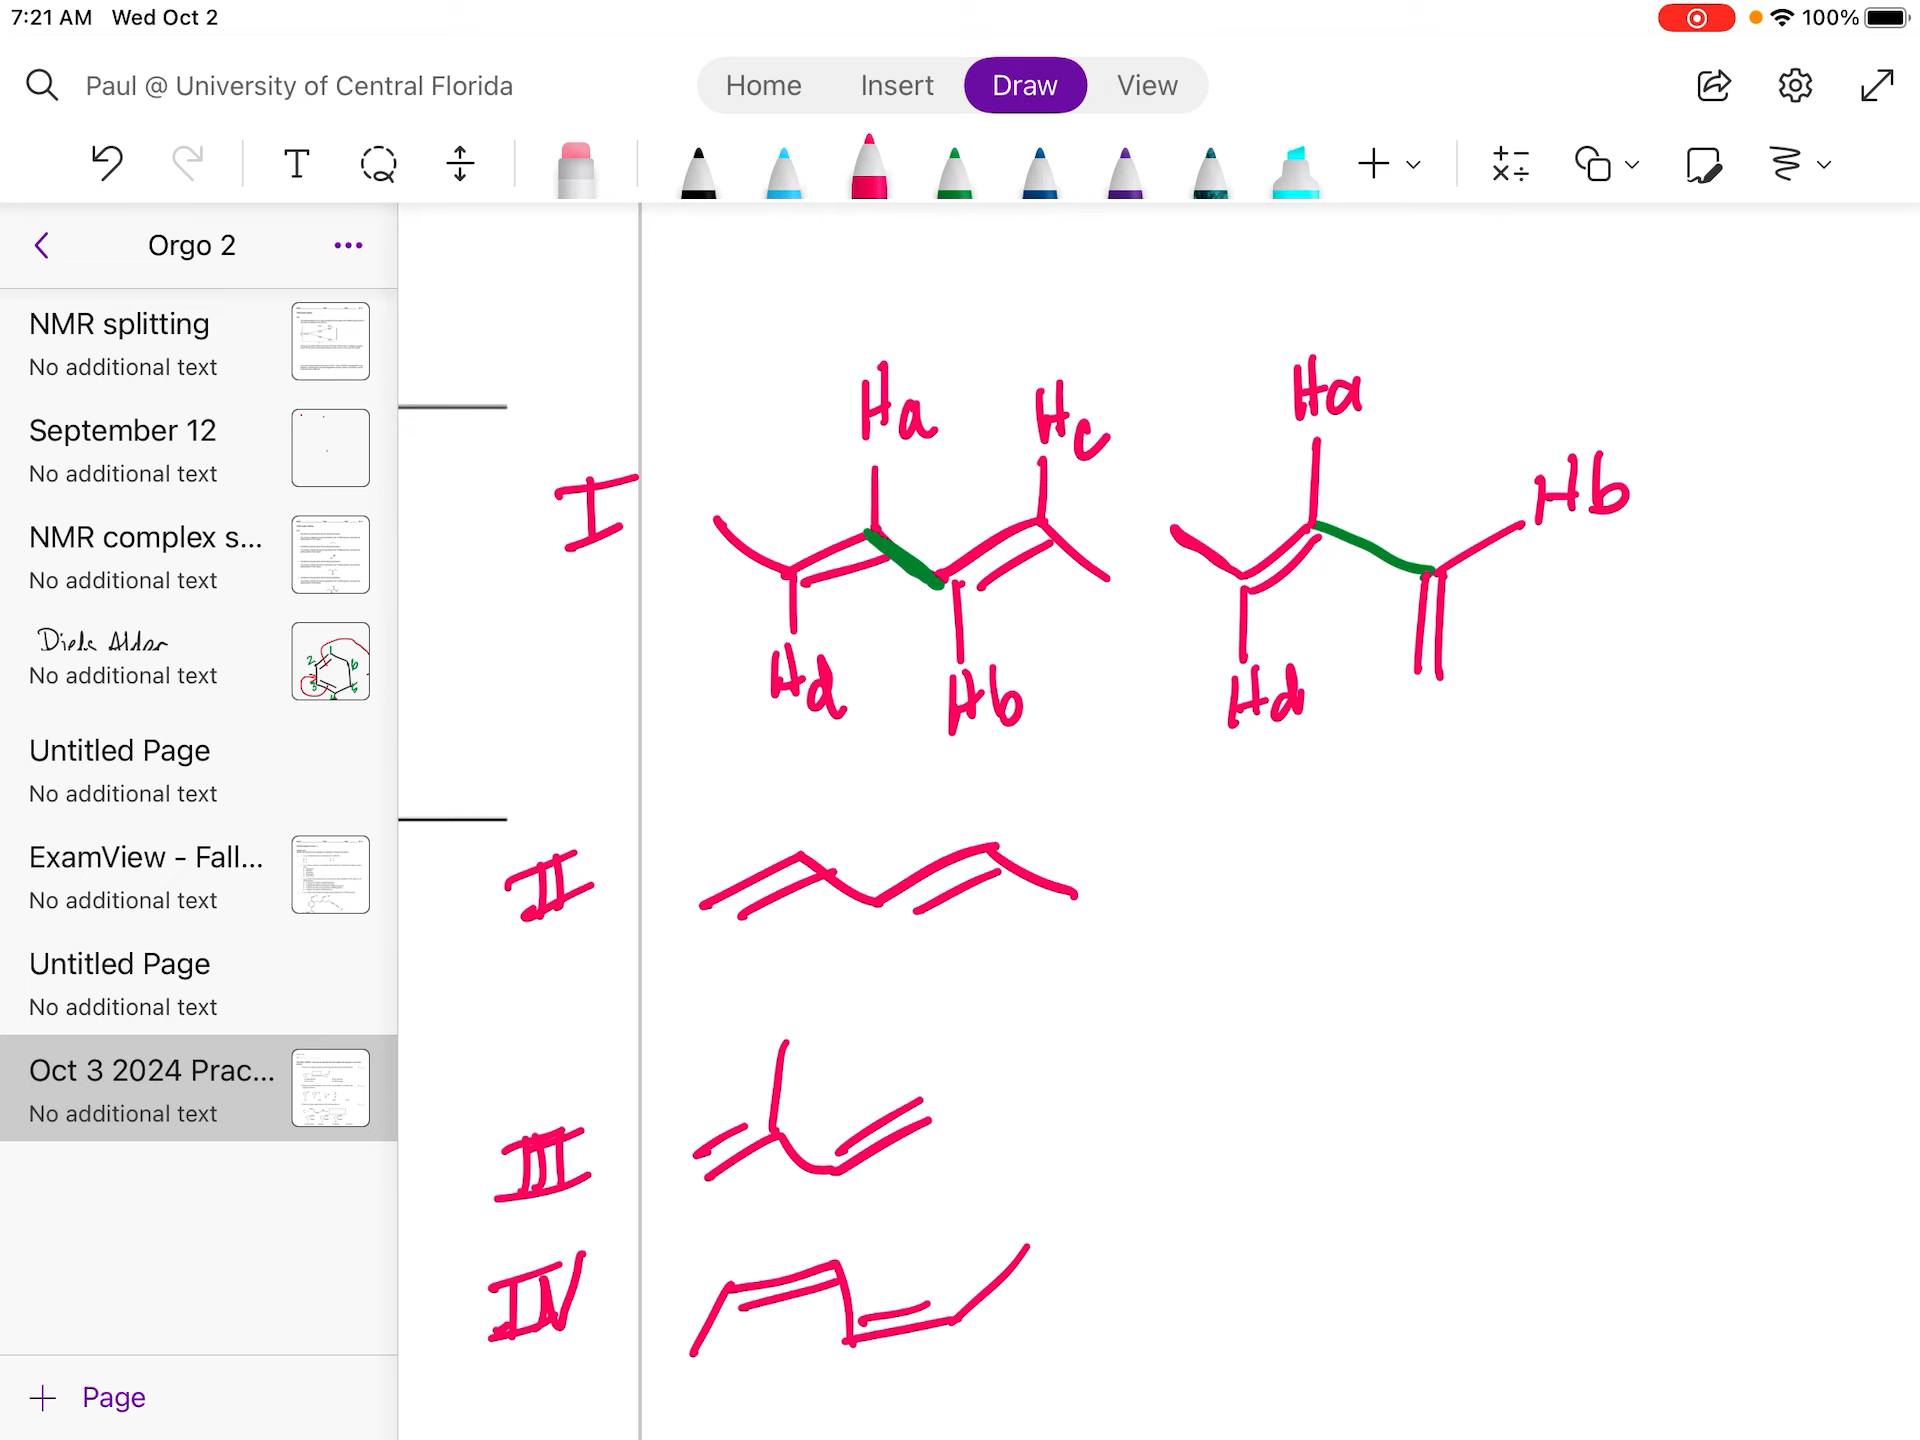 7:21 AM Wed Oct 2
100%
Paul @ University of Central Florida
Home Insert Draw View
T
Orgo 2
NMR splitting
No additional text
September 12
No additional text
NMR complex s...
No additional text
Diels Alder
No additional text
Untitled Page
No additional text
ExamView - Fall...
No additional text
Untitled Page
No additional text
Oct 3 2024 Prac...
No additional text
+ Page
I
Ha Hc Ha
Hb
Hd Hb Hd
II
III
IV